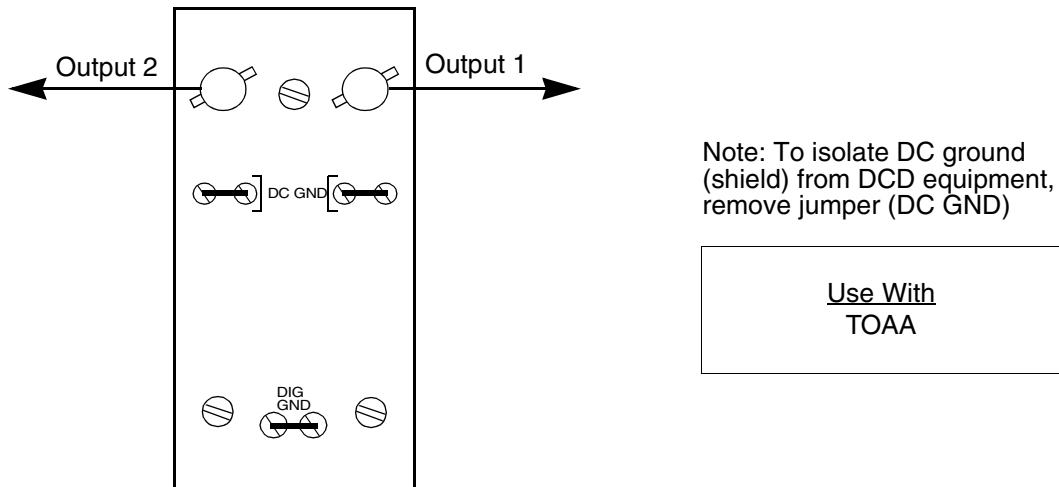 Output 2
Output 1
DC GND
Note: To isolate DC ground
(shield) from DCD equipment,
remove jumper (DC GND)
Use With
TOAA
DIG
GND